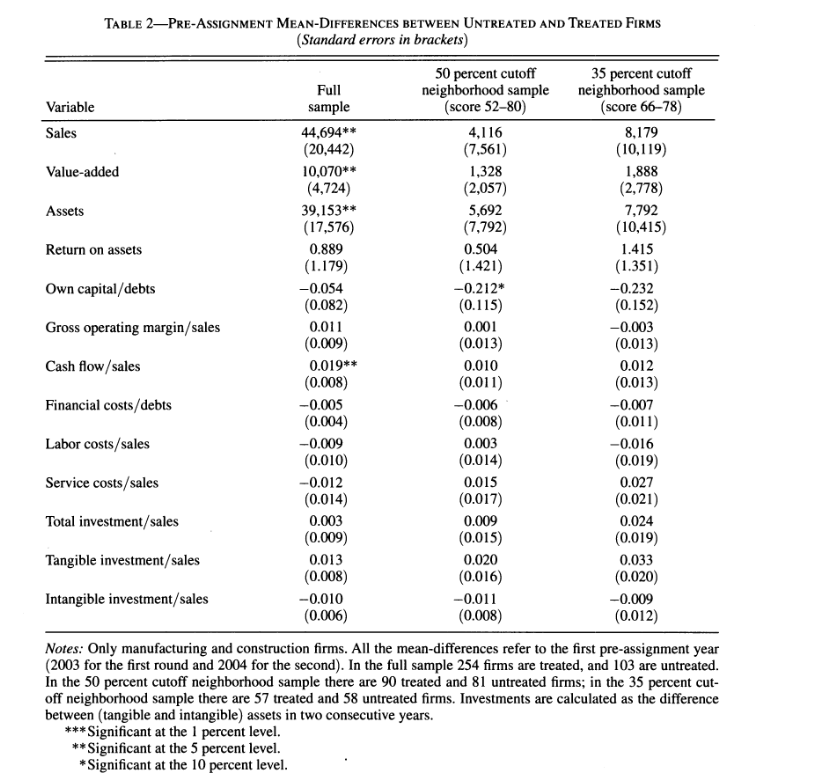 TABLE 2—PRE-ASSIGNMENT MEAN-DIFFERENCES BETWEEN UNTREATED AND TREATED FIRMS
(Standard errors in brackets)
Variable Full sample 50 percent cutoff neighborhood sample (score 52–80) 35 percent cutoff neighborhood sample (score 66–78)
Sales 44,694** 4,116 8,179
(20,442) (7,561) (10,119)
Value-added 10,070** 1,328 1,888
(4,724) (2,057) (2,778)
Assets 39,153** 5,692 7,792
(17,576) (7,792) (10,415)
Return on assets 0.889 0.504 1.415
(1.179) (1.421) (1.351)
Own capital/debts −0.054 −0.212* −0.232
(0.082) (0.115) (0.152)
Gross operating margin/sales 0.011 0.001 −0.003
(0.009) (0.013) (0.013)
Cash flow/sales 0.019** 0.010 0.012
(0.008) (0.011) (0.013)
Financial costs/debts −0.005 −0.006 −0.007
(0.004) (0.008) (0.011)
Labor costs/sales −0.009 0.003 −0.016
(0.010) (0.014) (0.019)
Service costs/sales −0.012 0.015 0.027
(0.014) (0.017) (0.021)
Total investment/sales 0.003 0.009 0.024
(0.009) (0.015) (0.019)
Tangible investment/sales 0.013 0.020 0.033
(0.008) (0.016) (0.020)
Intangible investment/sales −0.010 −0.011 −0.009
(0.006) (0.008) (0.012)
Notes: Only manufacturing and construction firms. All the mean-differences refer to the first pre-assignment year
(2003 for the first round and 2004 for the second). In the full sample 254 firms are treated, and 103 are untreated.
In the 50 percent cutoff neighborhood sample there are 90 treated and 81 untreated firms; in the 35 percent cut-
off neighborhood sample there are 57 treated and 58 untreated firms. Investments are calculated as the difference
between (tangible and intangible) assets in two consecutive years.
***Significant at the 1 percent level.
**Significant at the 5 percent level.
*Significant at the 10 percent level.